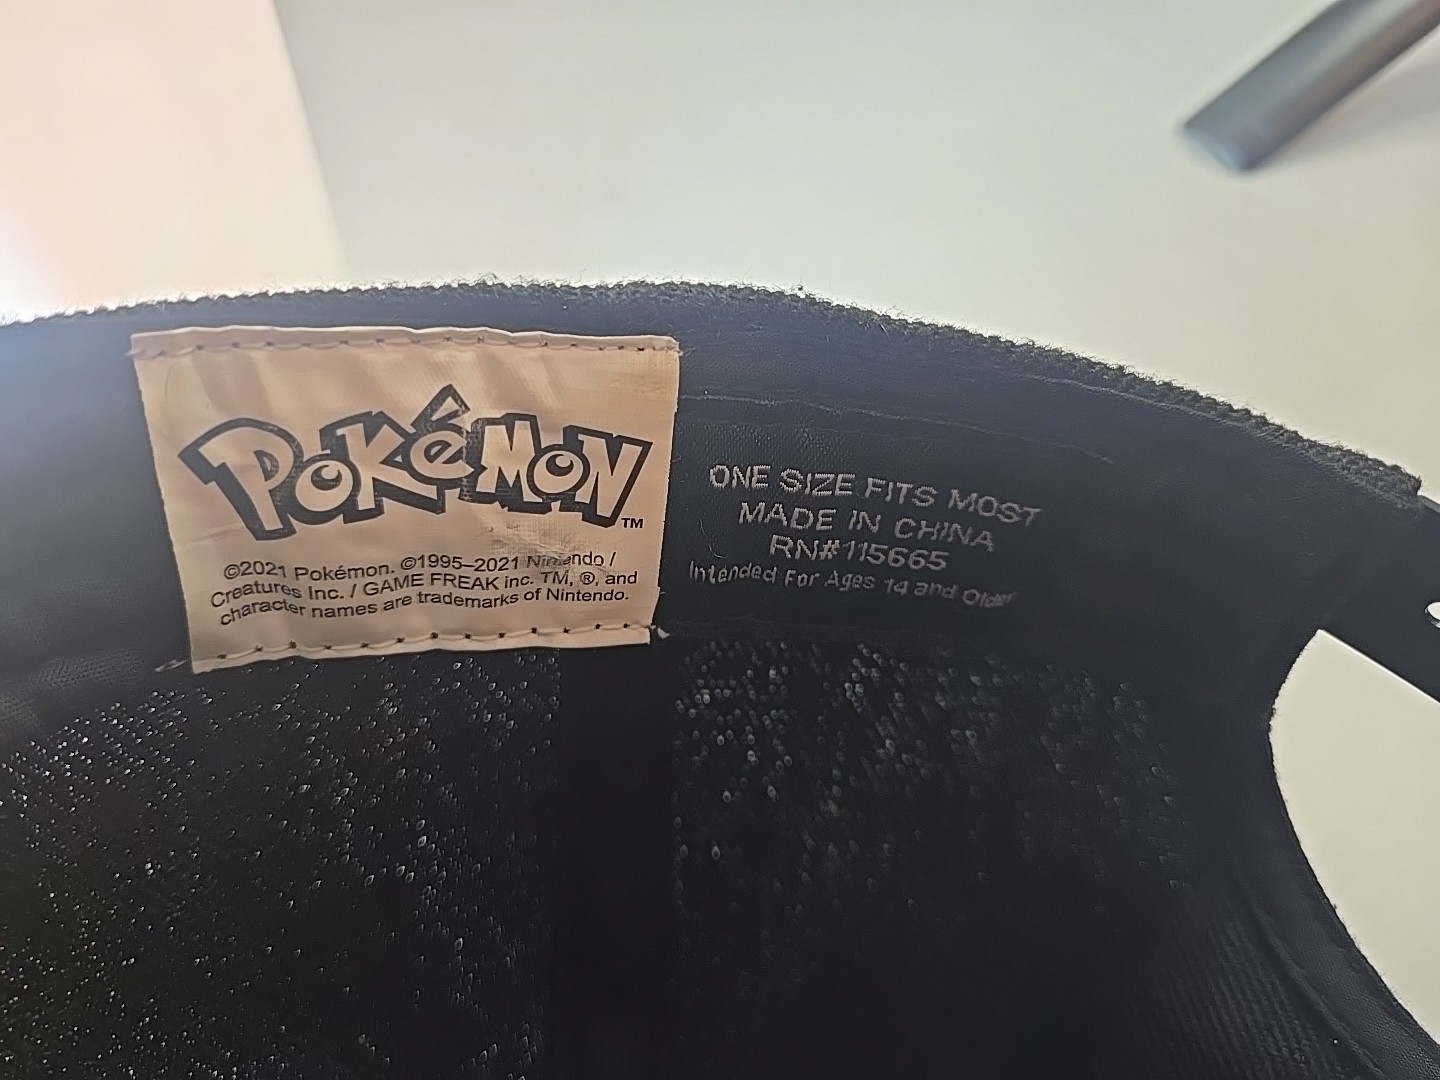 POKéMON
TM
©2021 Pokémon. ©1995–2021 Nintendo /
Creatures Inc. / GAME FREAK inc. TM, ®, and
character names are trademarks of Nintendo.
ONE SIZE FITS MOST
MADE IN CHINA
RN#115665
Intended For Ages 14 and Older